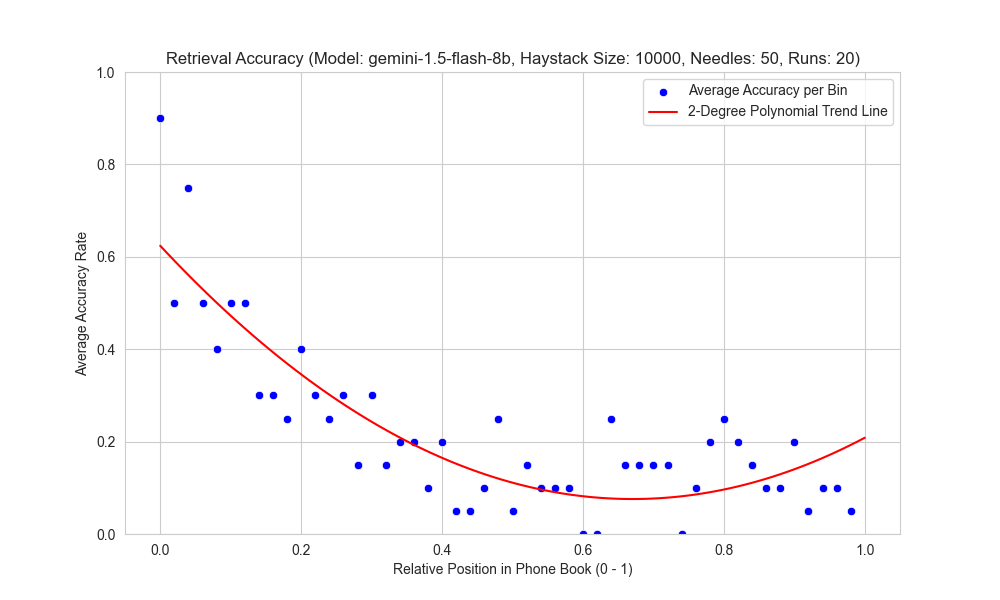 Retrieval Accuracy (Model: gemini-1.5-flash-8b, Haystack Size: 10000, Needles: 50, Runs: 20)
Average Accuracy per Bin
2-Degree Polynomial Trend Line
1.0
0.8
0.6
0.4
0.2
0.0
Average Accuracy Rate
0.0 0.2 0.4 0.6 0.8 1.0
Relative Position in Phone Book (0 - 1)